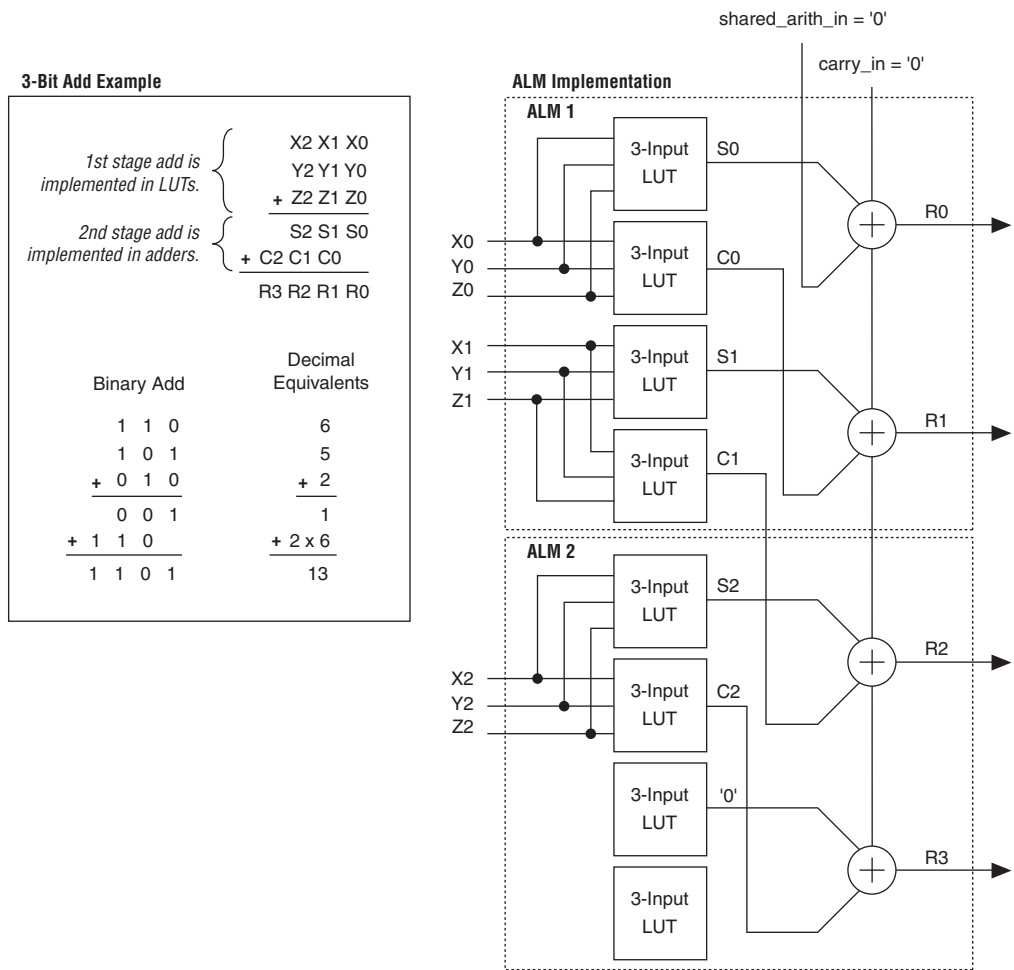 shared_arith_in = '0'
carry_in = '0'
3-Bit Add Example
1st stage add is
implemented in LUTs.
X2 X1 X0
Y2 Y1 Y0
+ Z2 Z1 Z0
2nd stage add is
implemented in adders.
S2 S1 S0
+ C2 C1 C0
R3 R2 R1 R0
Binary Add
1 1 0
1 0 1
+ 0 1 0
0 0 1
+ 1 1 0
1 1 0 1
Decimal
Equivalents
6
5
+ 2
1
+ 2 x 6
13
ALM Implementation
ALM 1
3-Input
LUT
S0
R0
X0
Y0
Z0
3-Input
LUT
C0
X1
Y1
Z1
3-Input
LUT
S1
R1
3-Input
LUT
C1
ALM 2
3-Input
LUT
S2
R2
X2
Y2
Z2
3-Input
LUT
C2
3-Input
LUT
'0'
R3
3-Input
LUT